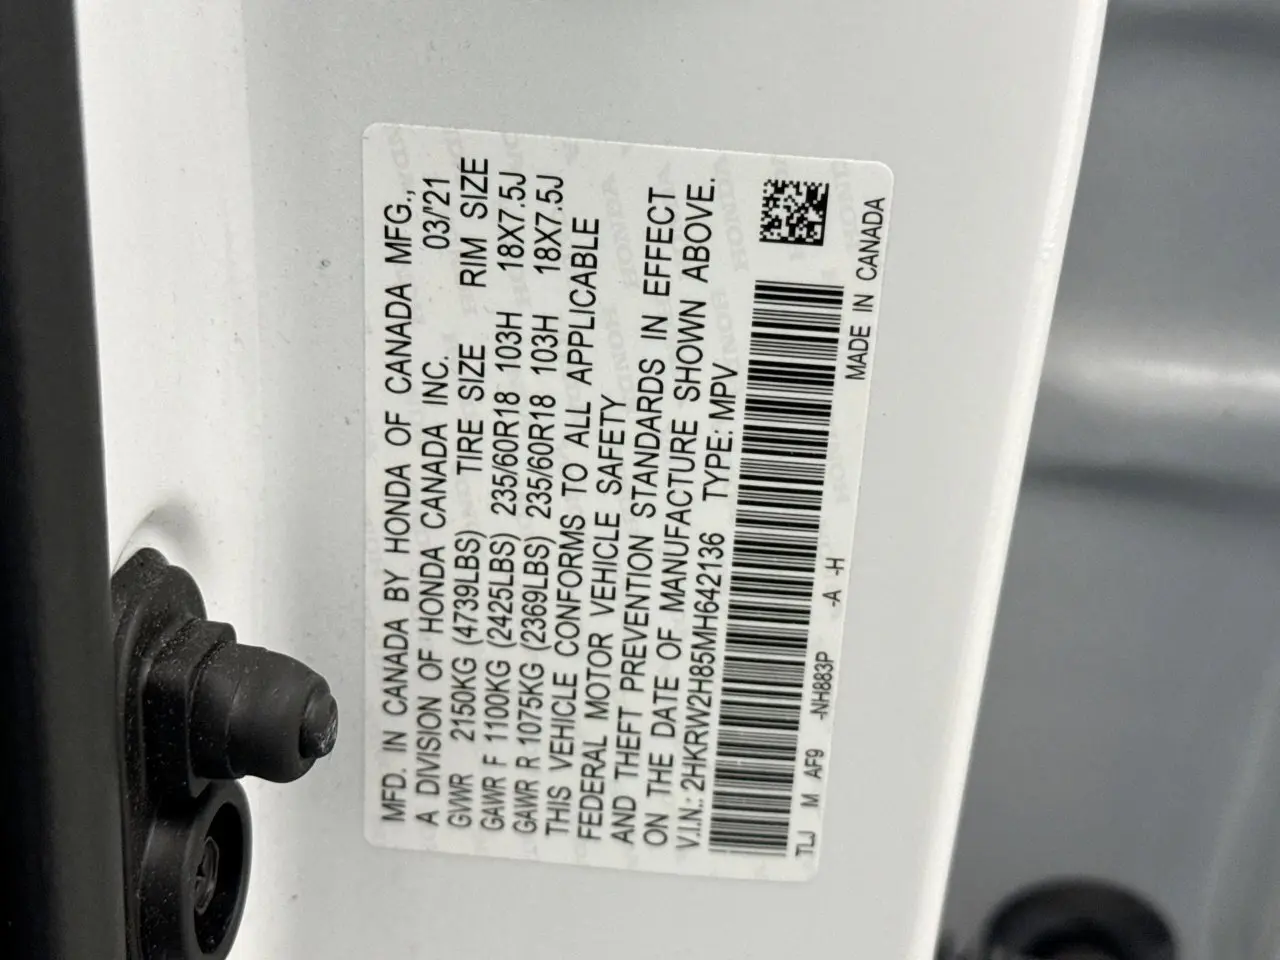 MFD. IN CANADA BY HONDA OF CANADA MFG.,
A DIVISION OF HONDA CANADA INC. 03/'21
GVWR 2150KG (4739LBS) TIRE SIZE RIM SIZE
GAWR F 1100KG (2425LBS) 235/60R18 103H 18X7.5J
GAWR R 1075KG (2369LBS) 235/60R18 103H 18X7.5J
THIS VEHICLE CONFORMS TO ALL APPLICABLE
FEDERAL MOTOR VEHICLE SAFETY
AND THEFT PREVENTION STANDARDS IN EFFECT
ON THE DATE OF MANUFACTURE SHOWN ABOVE.
V.I.N.: 2HKRW2H85MH642136 TYPE: MPV
TLJ M AF9 -NH883P -A -H MADE IN CANADA